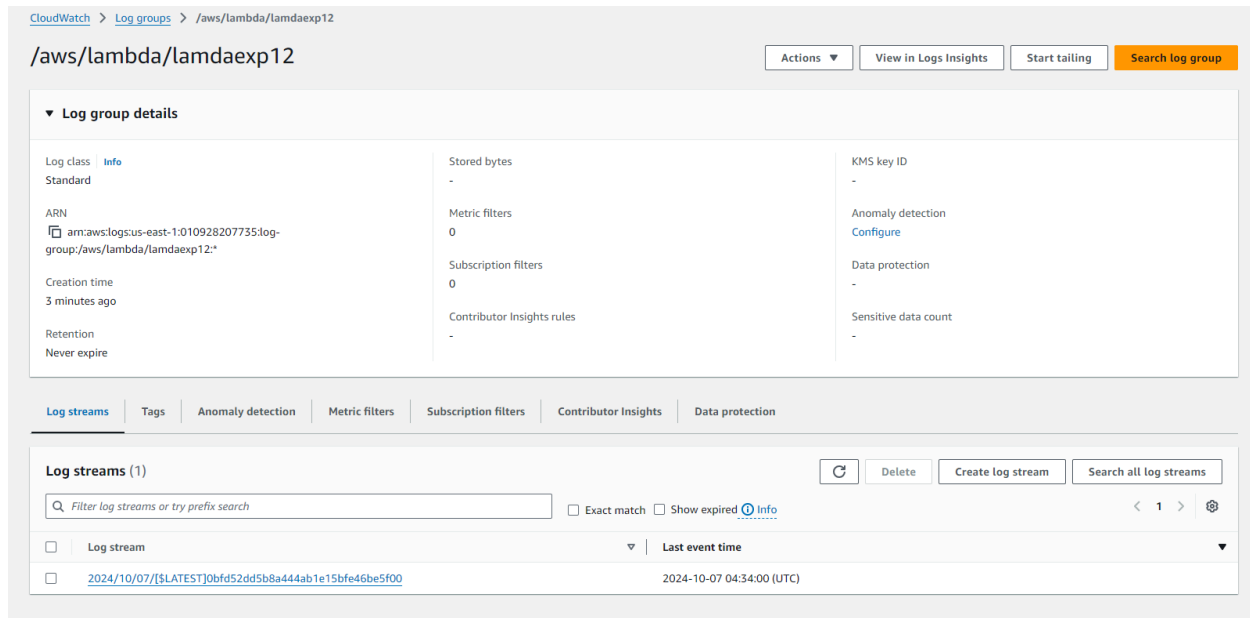 CloudWatch > Log groups > /aws/lambda/lamdaexp12
/aws/lambda/lamdaexp12
Actions ▼ View in Logs Insights Start tailing Search log group
▼ Log group details
Log class Info
Standard
ARN
arn:aws:logs:us-east-1:010928207735:log-
group:/aws/lambda/lamdaexp12:*
Creation time
3 minutes ago
Retention
Never expire
Stored bytes
-
Metric filters
0
Subscription filters
0
Contributor Insights rules
-
KMS key ID
-
Anomaly detection
Configure
Data protection
-
Sensitive data count
-
Log streams Tags Anomaly detection Metric filters Subscription filters Contributor Insights Data protection
Log streams (1)
Delete Create log stream Search all log streams
Filter log streams or try prefix search
Exact match Show expired Info
< 1 >
Log stream Last event time
2024/10/07/[$LATEST]0bfd52dd5b8a444ab1e15bfe46be5f00 2024-10-07 04:34:00 (UTC)